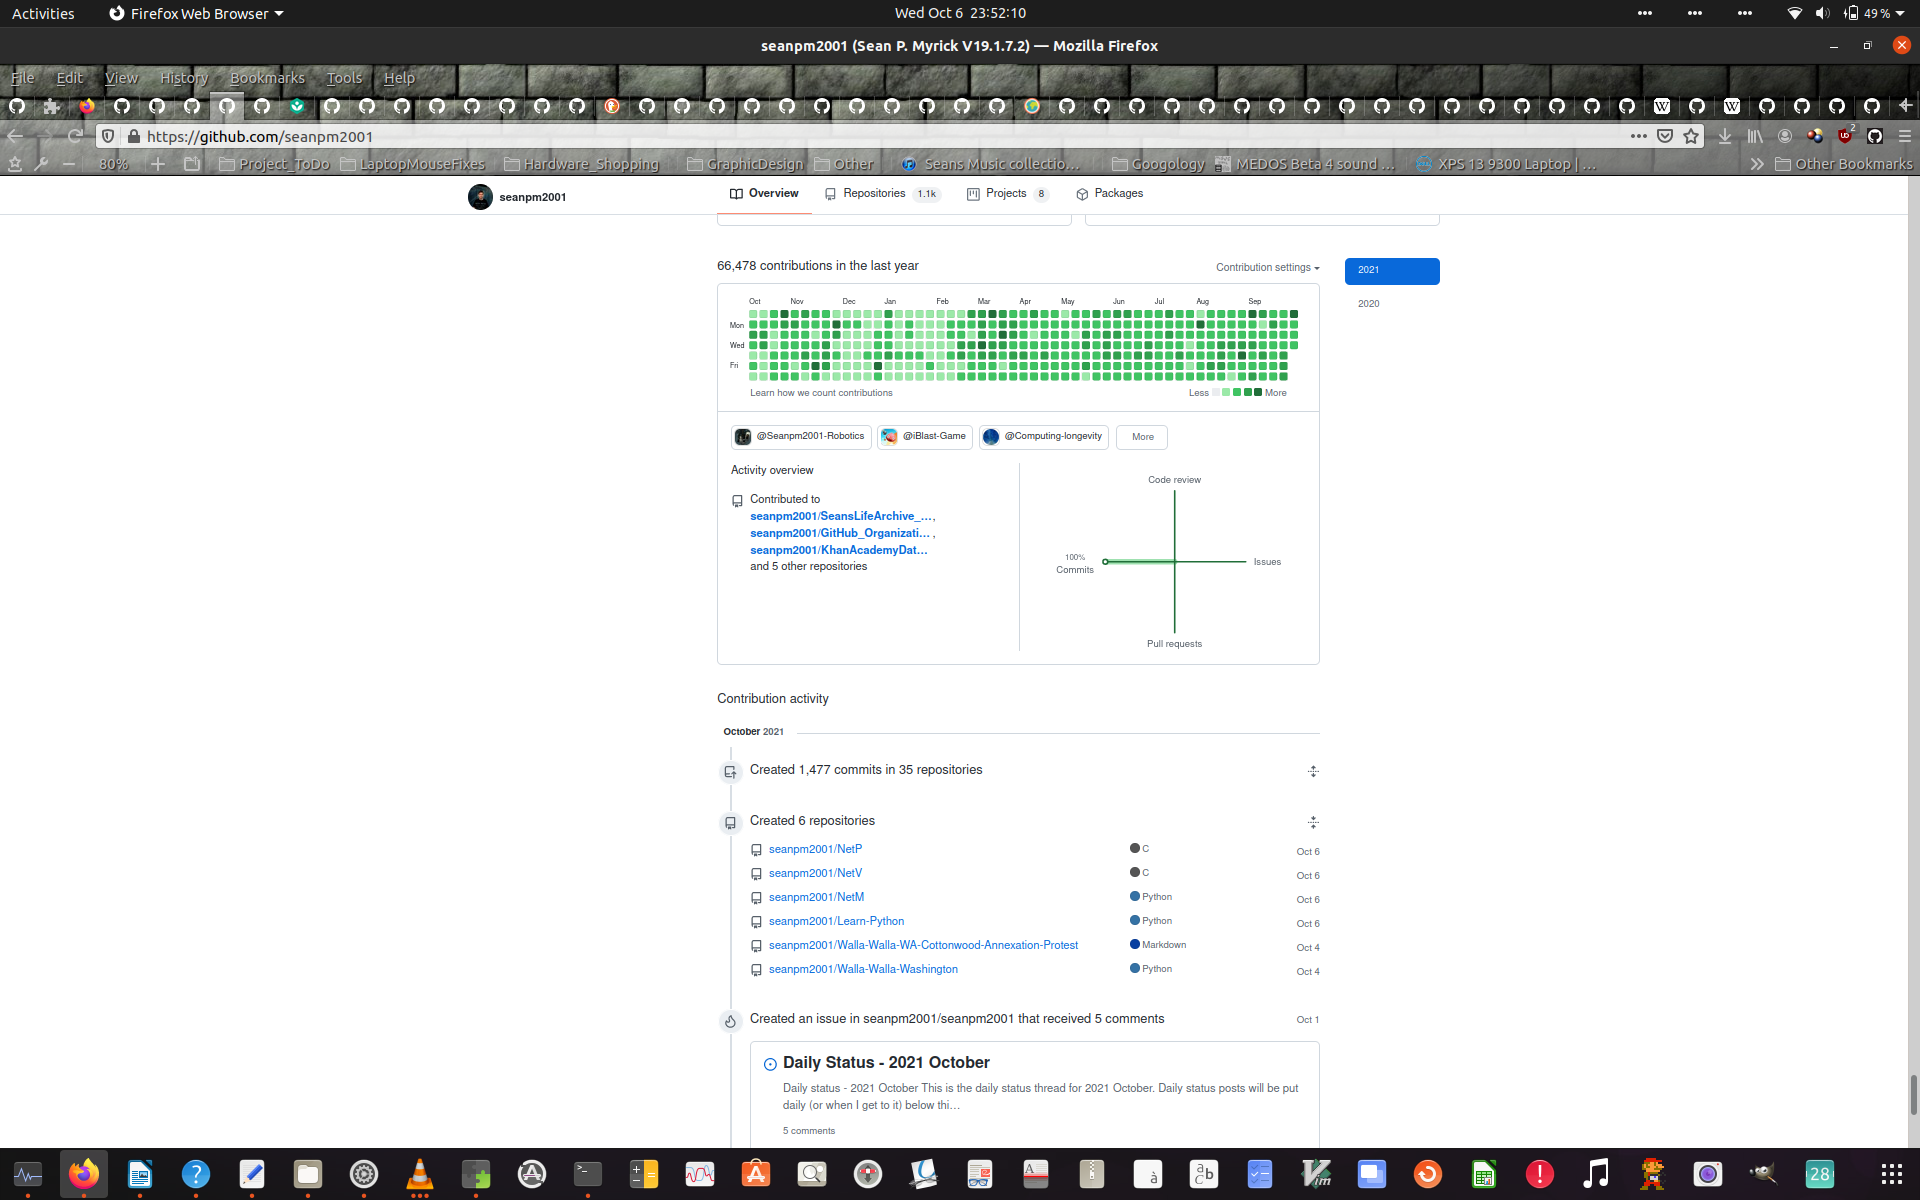 Activities
Firefox Web Browser
Wed Oct 6 23:52:10
49 %
seanpm2001 (Sean P. Myrick V19.1.7.2) — Mozilla Firefox
File Edit View History Bookmarks Tools Help
https://github.com/seanpm2001
2
80%
Project_ToDo
LaptopMouseFixes
Hardware_Shopping
GraphicDesign
Other
Seans Music collectio…
Googology
MEDOS Beta 4 sound …
XPS 13 9300 Laptop | …
Other Bookmarks
seanpm2001
Overview
Repositories 1.1k
Projects 8
Packages
66,478 contributions in the last year
Contribution settings
2021
2020
Oct Nov Dec Jan Feb Mar Apr May Jun Jul Aug Sep
Mon
Wed
Fri
Learn how we count contributions
Less More
@Seanpm2001-Robotics
@iBlast-Game
@Computing-longevity
More
Activity overview
Contributed to
seanpm2001/SeansLifeArchive_…,
seanpm2001/GitHub_Organizati… ,
seanpm2001/KhanAcademyDat…
and 5 other repositories
Code review
100%
Commits
Issues
Pull requests
Contribution activity
October 2021
Created 1,477 commits in 35 repositories
Created 6 repositories
seanpm2001/NetP C Oct 6
seanpm2001/NetV C Oct 6
seanpm2001/NetM Python Oct 6
seanpm2001/Learn-Python Python Oct 6
seanpm2001/Walla-Walla-WA-Cottonwood-Annexation-Protest Markdown Oct 4
seanpm2001/Walla-Walla-Washington Python Oct 4
Created an issue in seanpm2001/seanpm2001 that received 5 comments Oct 1
Daily Status - 2021 October
Daily status - 2021 October This is the daily status thread for 2021 October. Daily status posts will be put
daily (or when I get to it) below thi…
5 comments
28